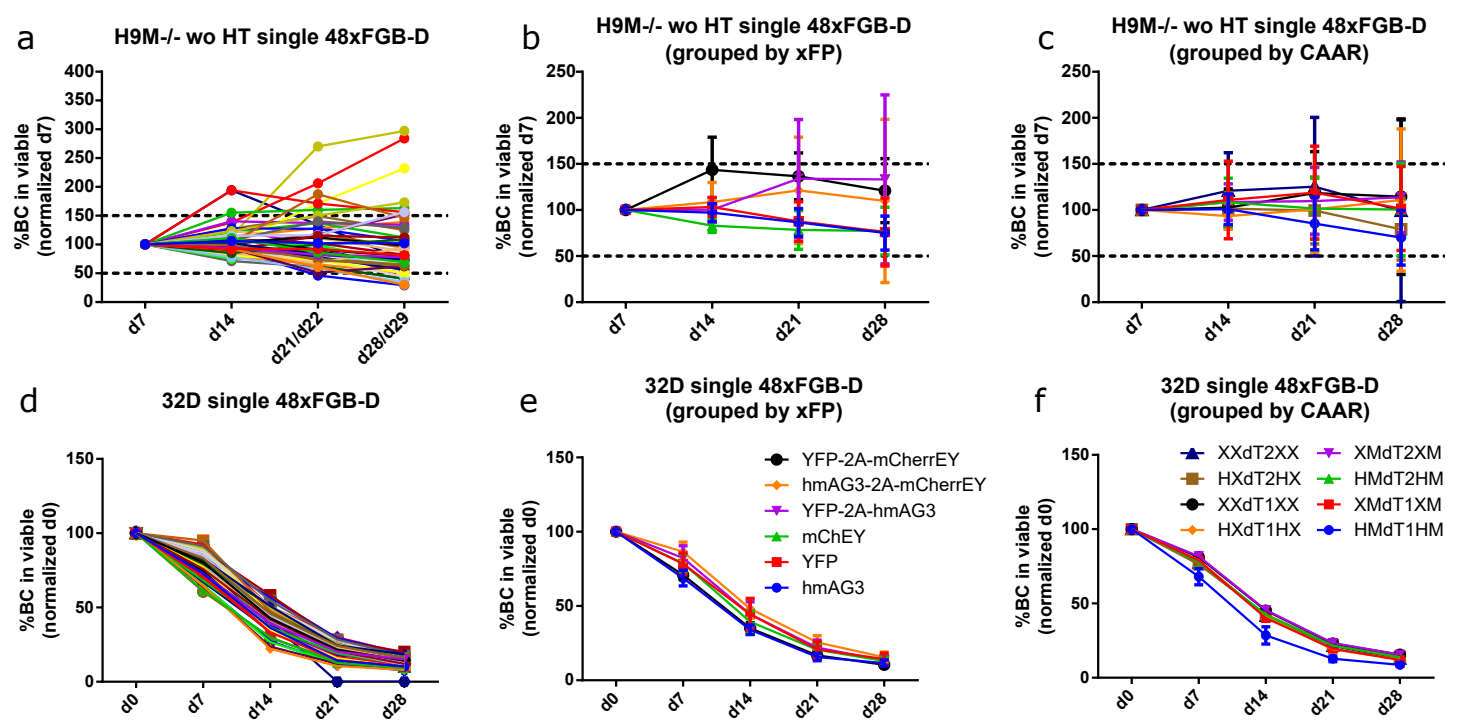 a
H9M-/- wo HT single 48xFGB-D
%BC in viable
(normalized d7)
400
350
300
250
200
150
100
50
0
d7
d14
d21/d22
d28/d29
b
H9M-/- wo HT single 48xFGB-D
(grouped by xFP)
%BC in viable
(normalized d7)
250
200
150
100
50
0
d7
d14
d21
d28
c
H9M-/- wo HT single 48xFGB-D
(grouped by CAAR)
%BC in viable
(normalized d7)
250
200
150
100
50
0
d7
d14
d21
d28
d
32D single 48xFGB-D
%BC in viable
(normalized d0)
150
100
50
0
d0
d7
d14
d21
d28
e
32D single 48xFGB-D
(grouped by xFP)
%BC in viable
(normalized d0)
150
100
50
0
d0
d7
d14
d21
d28
YFP-2A-mCherrEY
hmAG3-2A-mCherrEY
YFP-2A-hmAG3
mChEY
YFP
hmAG3
f
32D single 48xFGB-D
(grouped by CAAR)
%BC in viable
(normalized d0)
150
100
50
0
d0
d7
d14
d21
d28
XXdT2XX
HXdT2HX
XXdT1XX
HXdT1HX
XMdT2XM
HMdT2HM
XMdT1XM
HMdT1HM